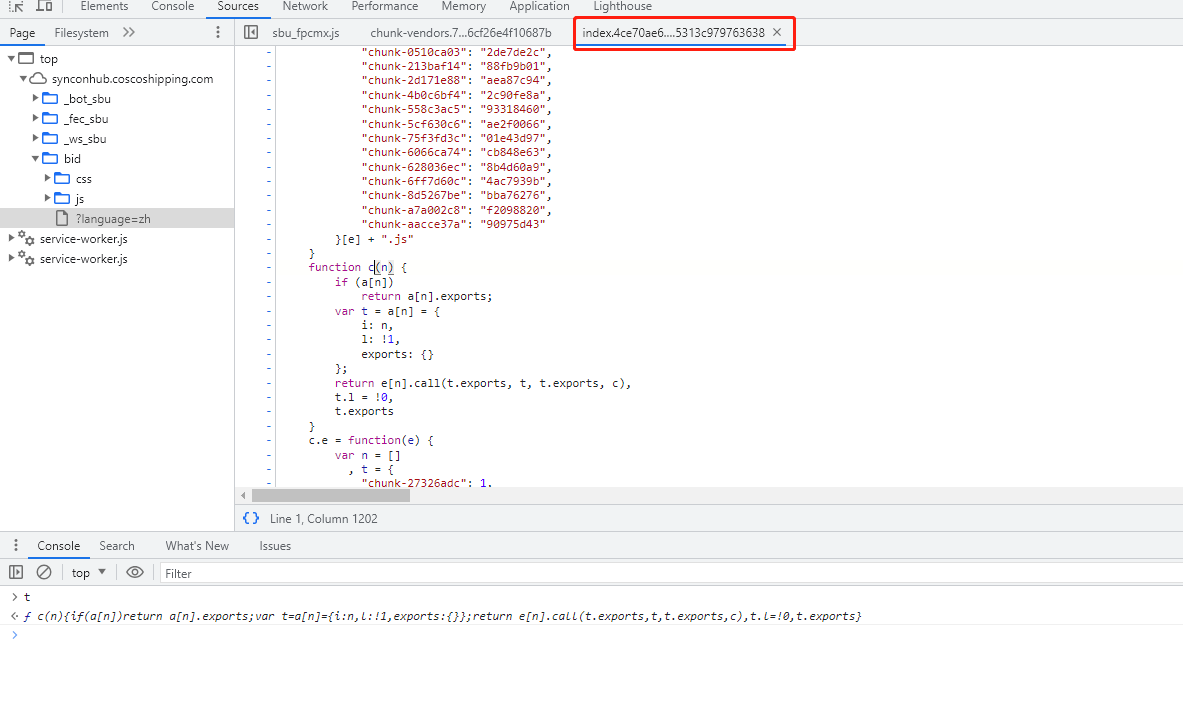 Elements Console Sources Network Performance Memory Application Lighthouse
Page Filesystem
sbu_fpcmx.js chunk-vendors.7...6cf26e4f10687b index.4ce70ae6....5313c979763638 ×
top
synconhub.coscoshipping.com
_bot_sbu
_fec_sbu
_ws_sbu
bid
css
js
?language=zh
service-worker.js
service-worker.js
"chunk-0510ca03": "2de7de2c",
"chunk-213baf14": "88fb9b01",
"chunk-2d171e88": "aea87c94",
"chunk-4b0c6bf4": "2c90fe8a",
"chunk-558c3ac5": "93318460",
"chunk-5cf630c6": "ae2f0066",
"chunk-75f3fd3c": "01e43d97",
"chunk-6066ca74": "cb848e63",
"chunk-628036ec": "8b4d60a9",
"chunk-6ff7d60c": "4ac7939b",
"chunk-8d5267be": "bba76276",
"chunk-a7a002c8": "f2098820",
"chunk-aacce37a": "90975d43"
}[e] + ".js"
}
function c(n) {
if (a[n])
return a[n].exports;
var t = a[n] = {
i: n,
l: !1,
exports: {}
};
return e[n].call(t.exports, t, t.exports, c),
t.l = !0,
t.exports
}
c.e = function(e) {
var n = []
, t = {
"chunk-27326adc": 1,
{} Line 1, Column 1202
Console Search What's New Issues
top Filter
t
ƒ c(n){if(a[n])return a[n].exports;var t=a[n]={i:n,l:!1,exports:{}};return e[n].call(t.exports,t,t.exports,c),t.l=!0,t.exports}